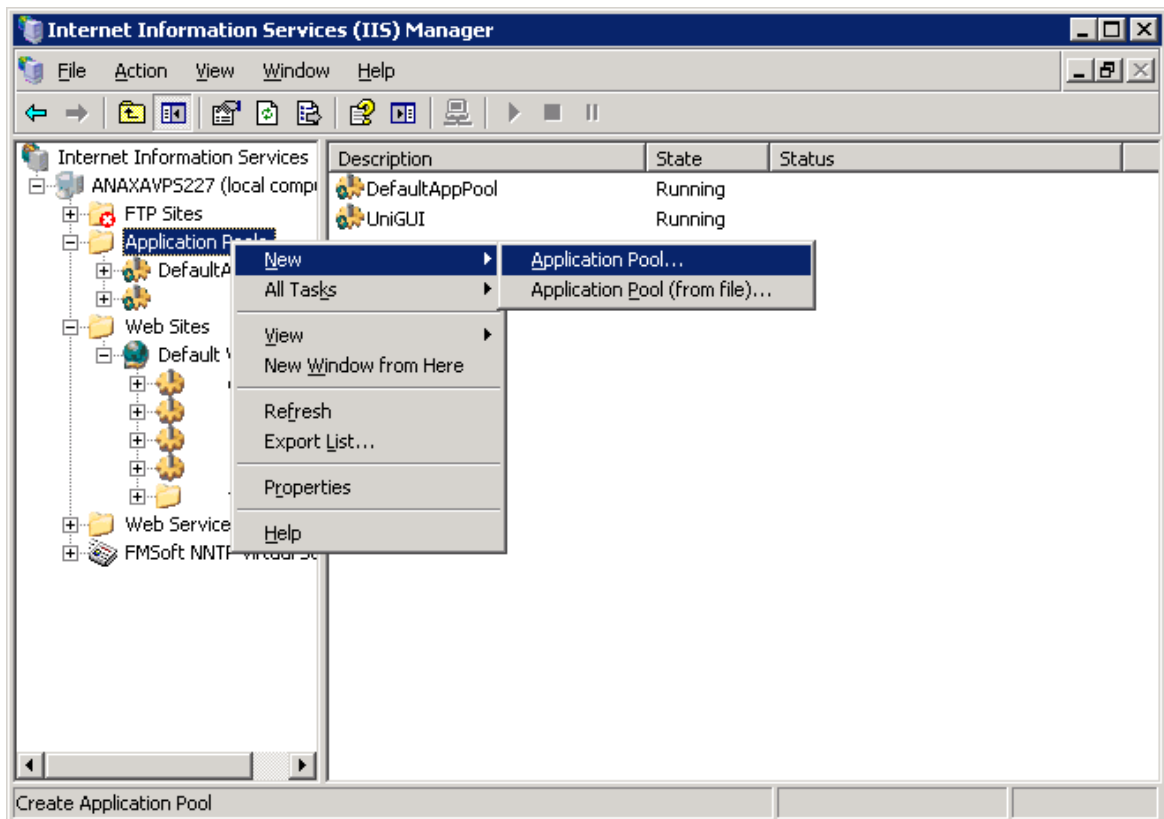 Internet Information Services (IIS) Manager
File Action View Window Help
Internet Information Services
Description State Status
ANAXAVPS227 (local comp
DefaultAppPool Running
FTP Sites
UniGUI Running
Application
New
Application Pool...
DefaultA
All Tasks
Application Pool (from file)...
Web Sites
View
Default
New Window from Here
Refresh
Export List...
Properties
Web Service
Help
FMSoft NNTP
Create Application Pool